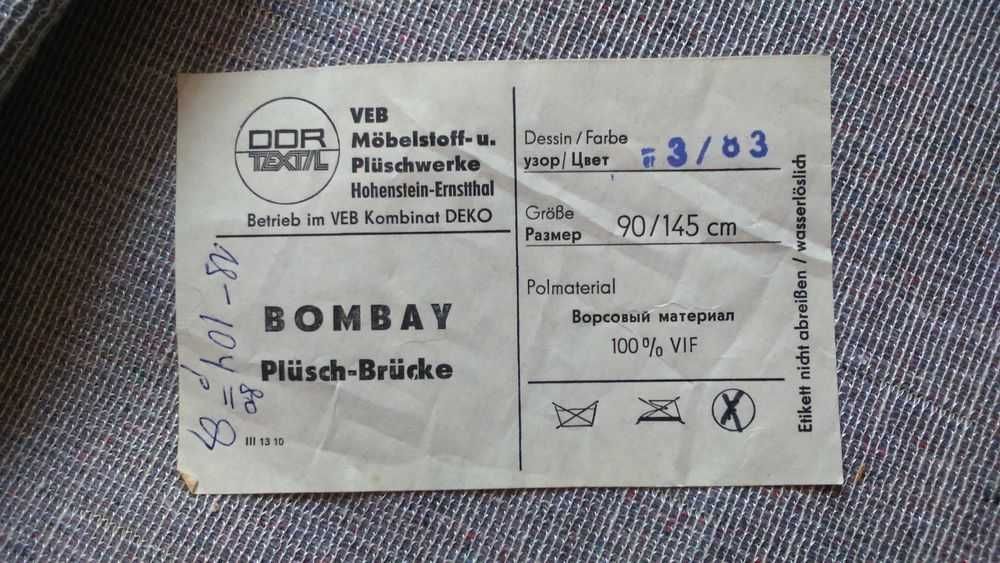 DDR
TEXTIL
VEB
Möbelstoff- u.
Plüschwerke
Hohenstein-Ernstthal
Betrieb im VEB Kombinat DEKO
BOMBAY
Plüsch-Brücke
III 13 10
Dessin / Farbe
узор/ Цвет
3/83
Größe
Размер
90/145 cm
Polmaterial
Ворсовый материал
100% VIF
Etikett nicht abreißen / wasserlöslich